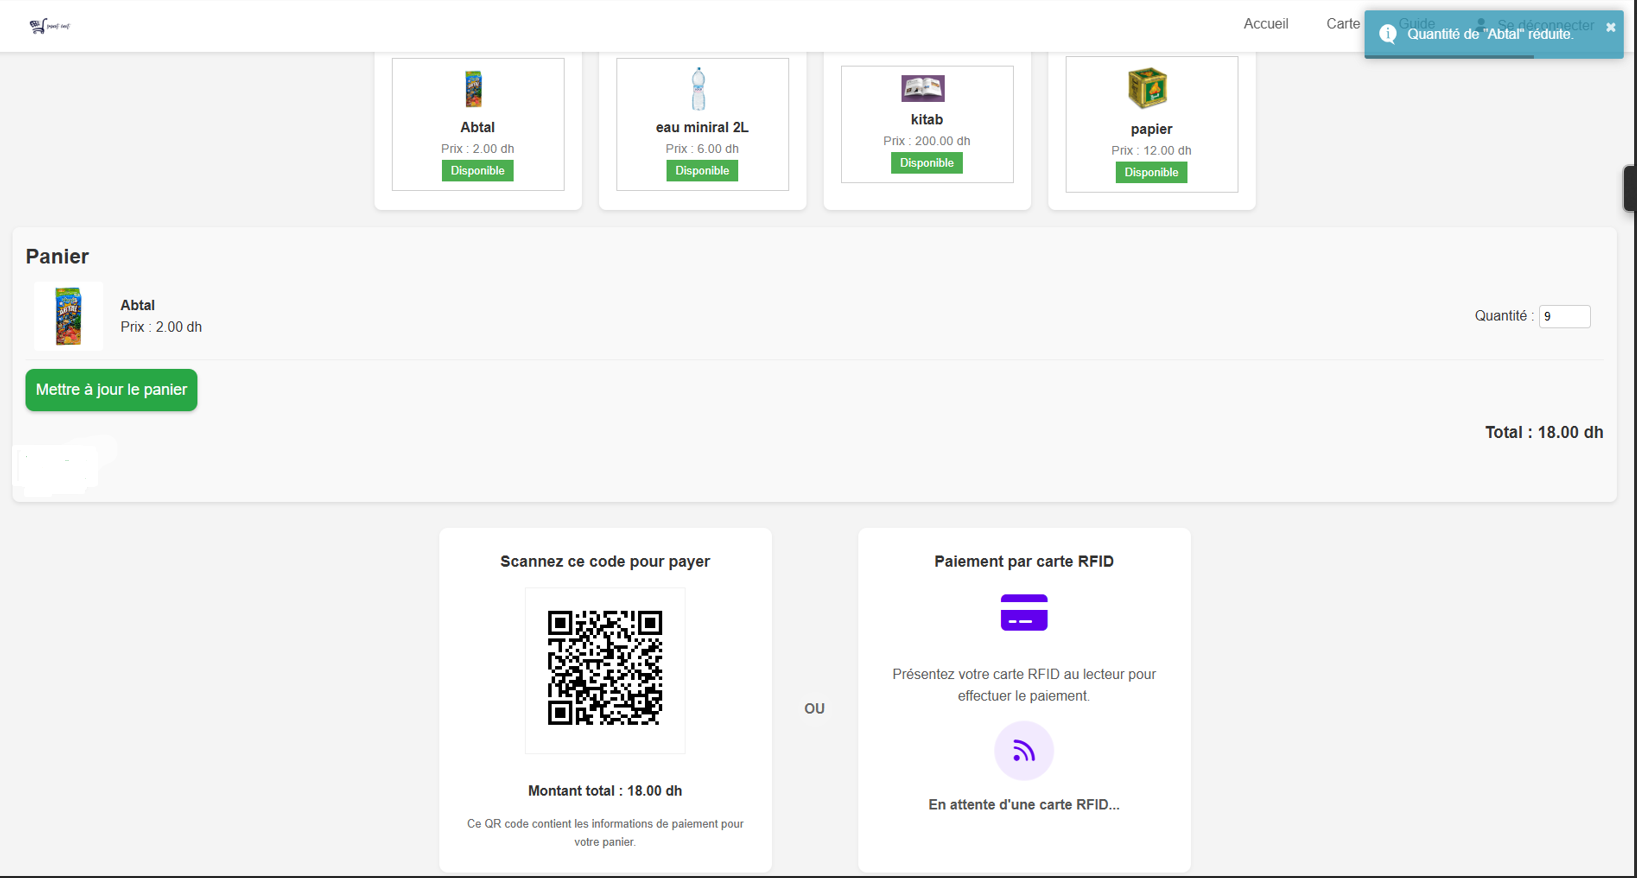 Accueil
Carte
Guide
Se déconnecter
Quantité de "Abtal" réduite.
Abtal
Prix : 2.00 dh
Disponible
eau miniral 2L
Prix : 6.00 dh
Disponible
kitab
Prix : 200.00 dh
Disponible
papier
Prix : 12.00 dh
Disponible
Panier
Abtal
Prix : 2.00 dh
Quantité : 9
Mettre à jour le panier
Total : 18.00 dh
Scannez ce code pour payer
Montant total : 18.00 dh
Ce QR code contient les informations de paiement pour
votre panier.
OU
Paiement par carte RFID
Présentez votre carte RFID au lecteur pour
effectuer le paiement.
En attente d'une carte RFID...